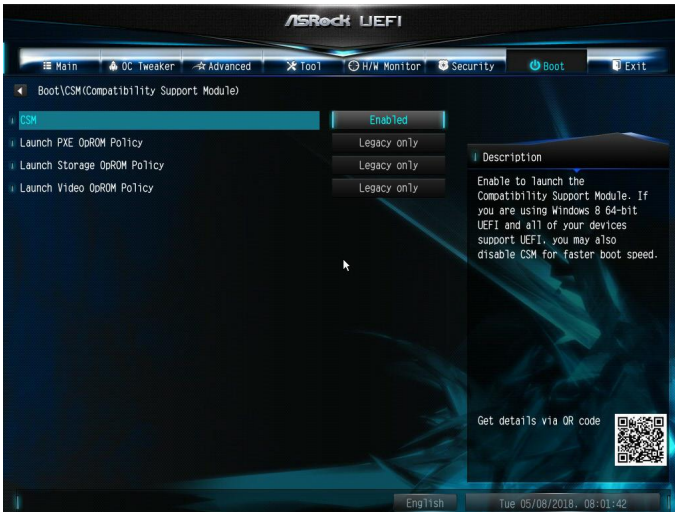 ASRock UEFI
Main
OC Tweaker
Advanced
Tool
H/W Monitor
Security
Boot
Exit
Boot\CSM(Compatibility Support Module)
CSM Enabled
Launch PXE OpROM Policy Legacy only
Launch Storage OpROM Policy Legacy only
Launch Video OpROM Policy Legacy only
Description
Enable to launch the
Compatibility Support Module. If
you are using Windows 8 64-bit
UEFI and all of your devices
support UEFI, you may also
disable CSM for faster boot speed.
Get details via QR code
English
Tue 05/08/2018, 08:01:42